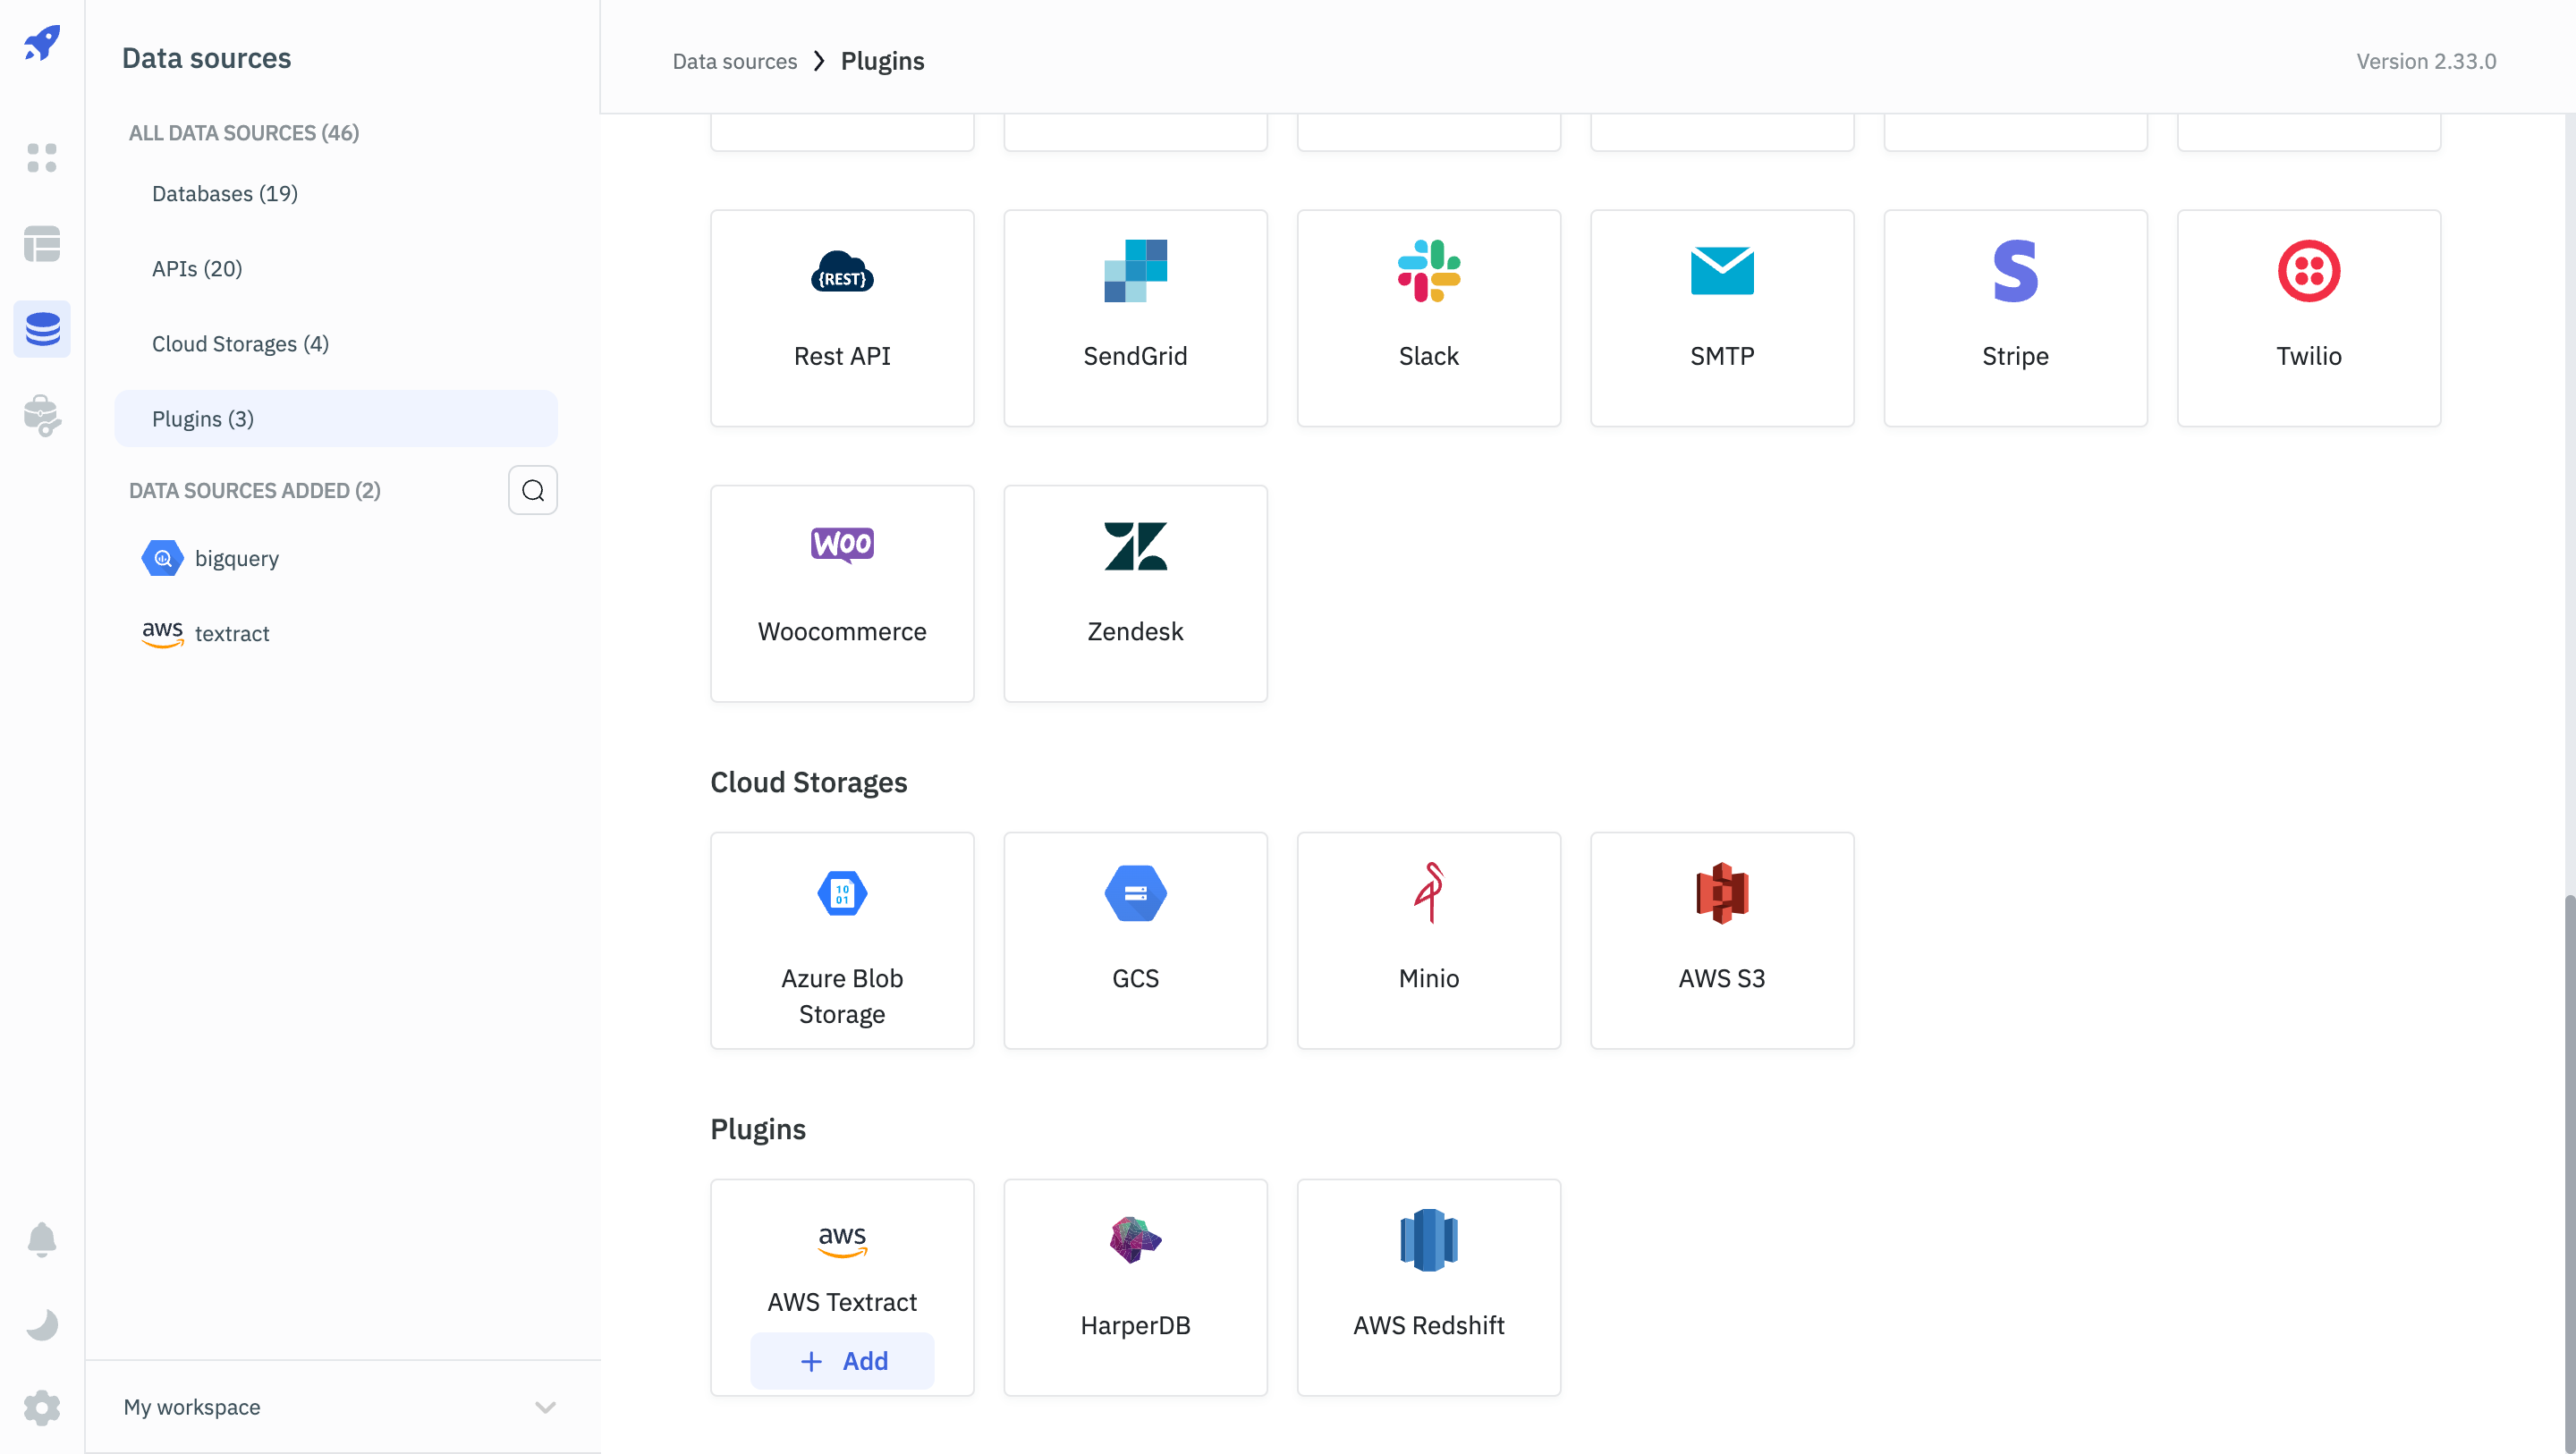 Data sources
ALL DATA SOURCES (46)
Databases (19)
APIs (20)
Cloud Storages (4)
Plugins (3)
DATA SOURCES ADDED (2)
bigquery
aws textract
My workspace
Data sources > Plugins
Version 2.33.0
{REST}
Rest API
SendGrid
Slack
SMTP
Stripe
Twilio
WOO
Woocommerce
Zendesk
Cloud Storages
10
01
Azure Blob
Storage
GCS
Minio
AWS S3
Plugins
aws
AWS Textract
+ Add
HarperDB
AWS Redshift